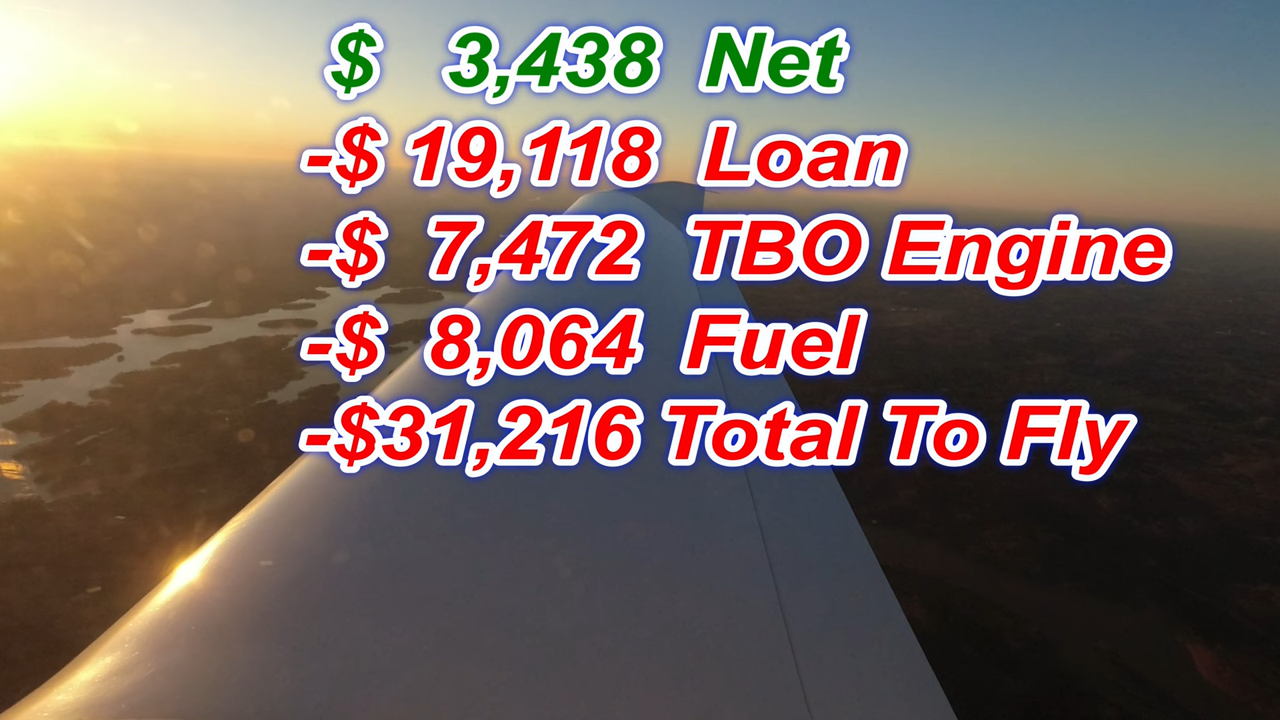 $ 3,438 Net
-$ 19,118 Loan
-$ 7,472 TBO Engine
-$ 8,064 Fuel
-$31,216 Total To Fly